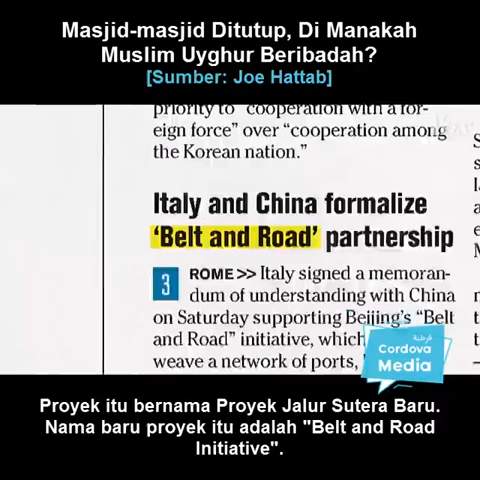 Masjid-masjid Ditutup, Di Manakah
Muslim Uyghur Beribadah?
[Sumber: Joe Hattab]
priority to “cooperation with a for-
eign force” over “cooperation among
the Korean nation.”
Italy and China formalize
‘Belt and Road’ partnership
3 ROME >> Italy signed a memoran-
dum of understanding with China
on Saturday supporting Beijing’s “Belt
and Road” initiative, which
weave a network of ports,
قرطبة
Cordova
Media
Proyek itu bernama Proyek Jalur Sutera Baru.
Nama baru proyek itu adalah "Belt and Road
Initiative".